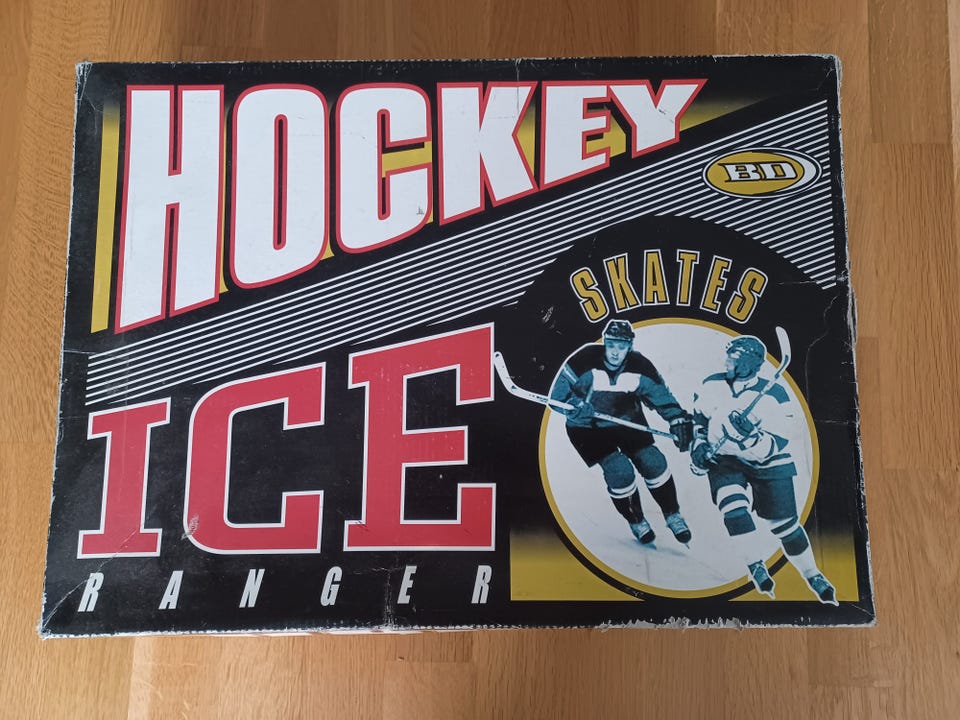 HOCKEY
BD
SKATES
ICE
RANGER